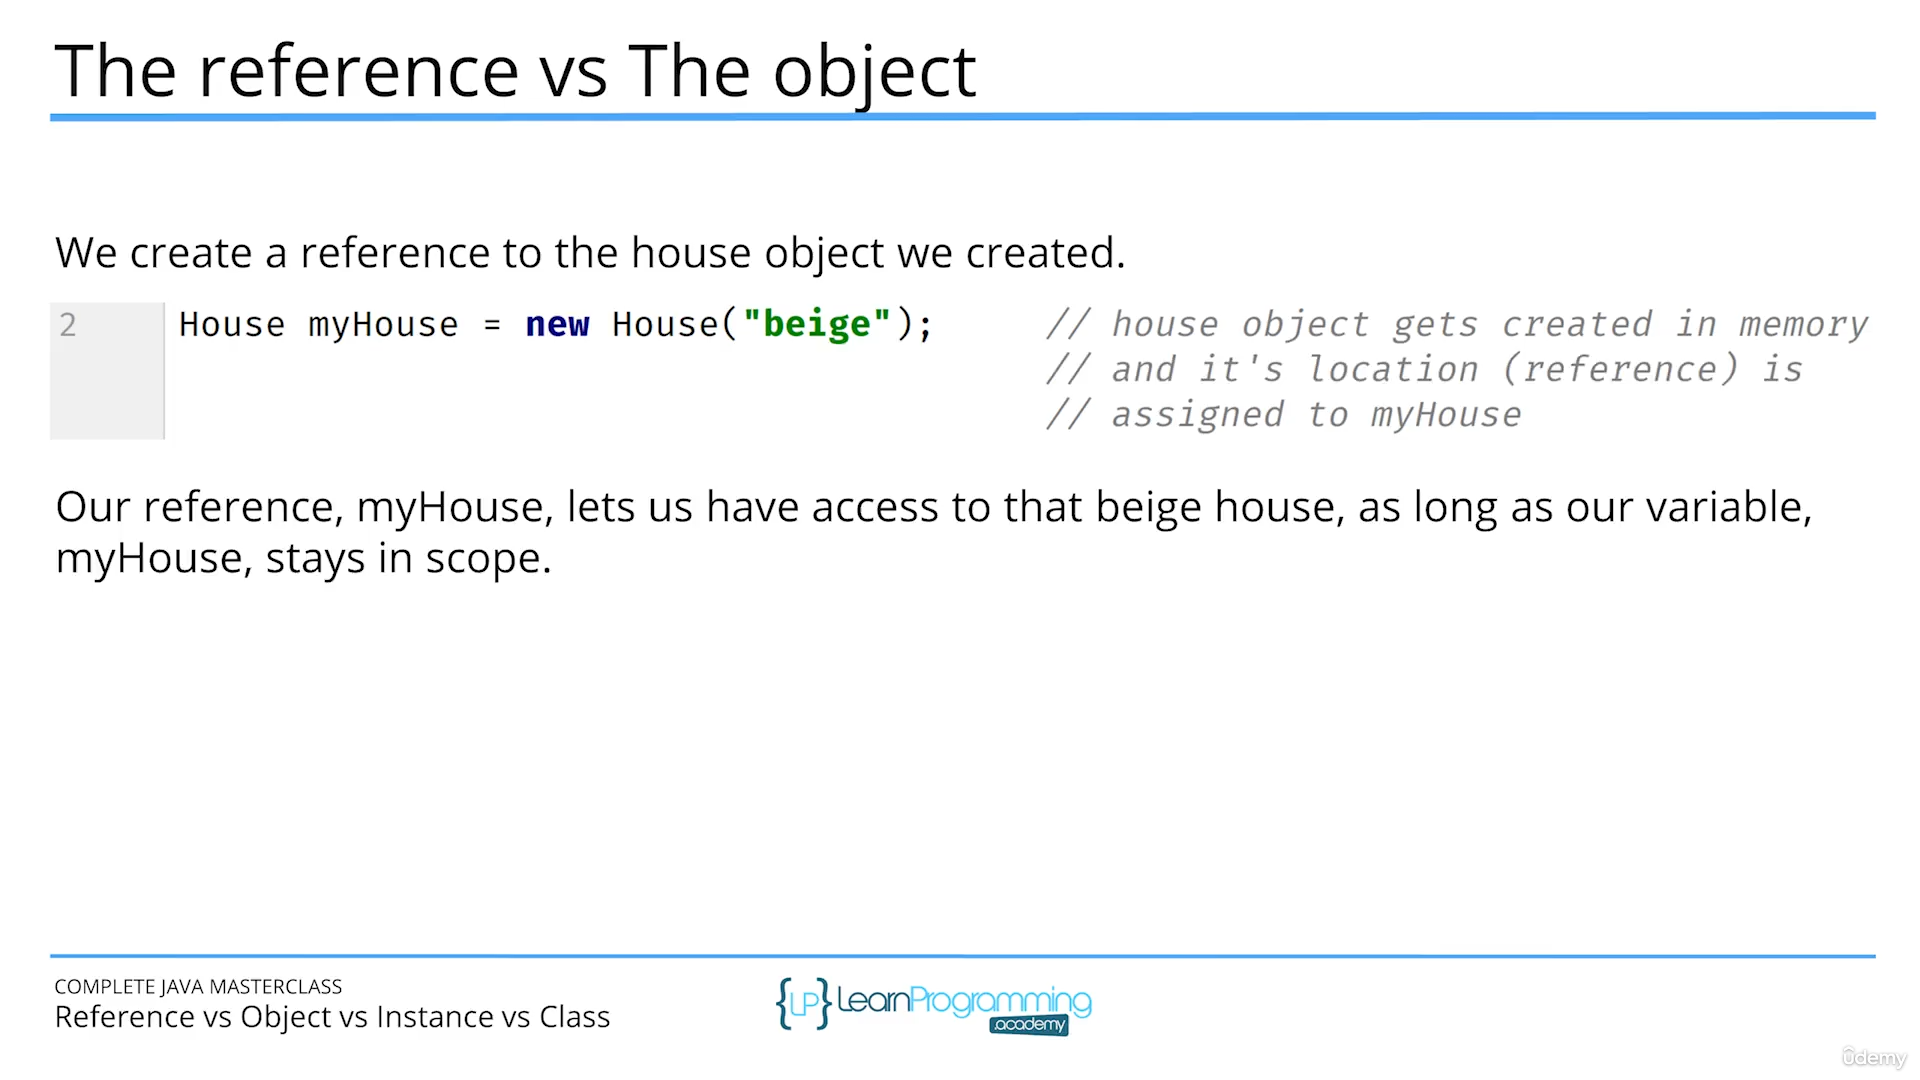 The reference vs The object
We create a reference to the house object we created.
2 House myHouse = new House("beige"); // house object gets created in memory
// and it's location (reference) is
// assigned to myHouse
Our reference, myHouse, lets us have access to that beige house, as long as our variable,
myHouse, stays in scope.
COMPLETE JAVA MASTERCLASS
Reference vs Object vs Instance vs Class
{LP} LearnProgramming
.academy
ûdemy